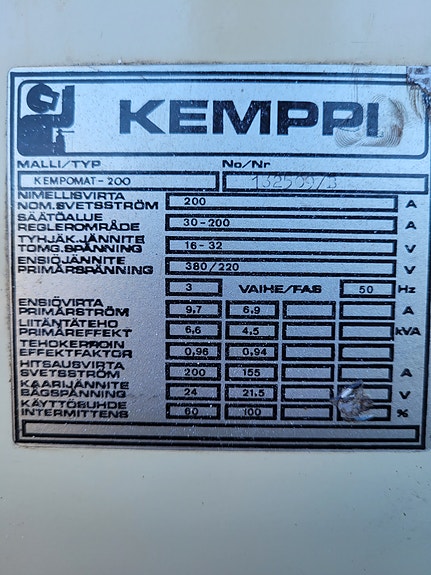 KEMPPI
MALLI/TYP No/Nr
KEMPOMAT-200
NIMELLISVIRTA
NOM. SVETSSTRÖM 200 A
SÄÄTÖALUE
REGLEROMRÅDE 30-200 A
TYHJÄK. JÄNNITE
TOMG. SPÄNNING 16-32 V
ENSIÖJÄNNITE
PRIMÄRSPÄNNING 380/220 V
3 VAIHE/FAS 50 Hz
ENSIÖVIRTA
PRIMÄRSTRÖM 9,7 6,9 A
LIITÄNTÄTEHO
PRIMÄREFFEKT 6,6 4,5 kVA
TEHOKERROIN
EFFEKTFAKTOR 0,96 0,94
HITSAUSVIRTA
SVETSSTRÖM 200 155 A
KAARIJÄNNITE
BÅGSPÄNNING 24 21,5 V
KÄYTTÖSUHDE
INTERMITTENS 60 100 %